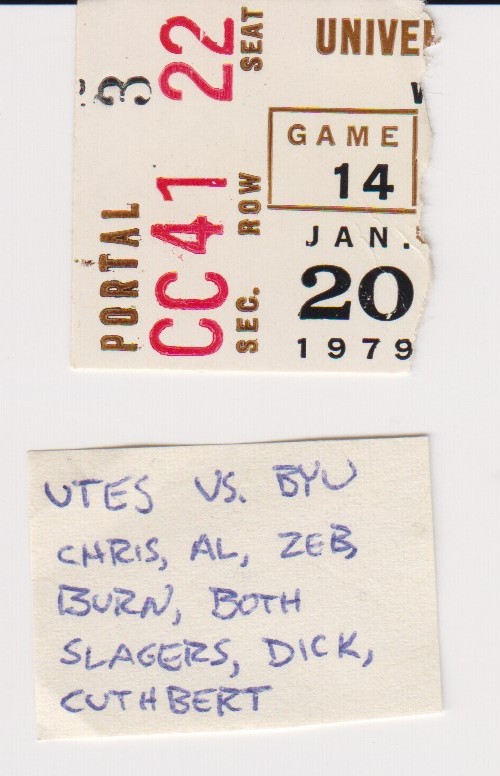 UNIVE
GAME
14
JAN.
20
1979
PORTAL 3
CC 41 22
SEC. ROW SEAT
UTES VS. BYU
CHRIS, AL, ZEB,
BURN, BOTH
SLAGERS, DICK,
CUTHBERT